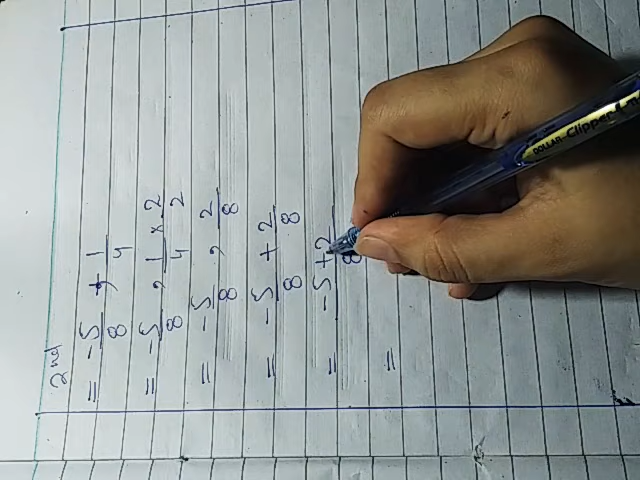 2nd
= -5/8 , 1/4
= -5/8 , 1/4 × 2/2
= -5/8 , 2/8
= -5/8 + 2/8
= -5+2/8
=
DOLLAR Clipper